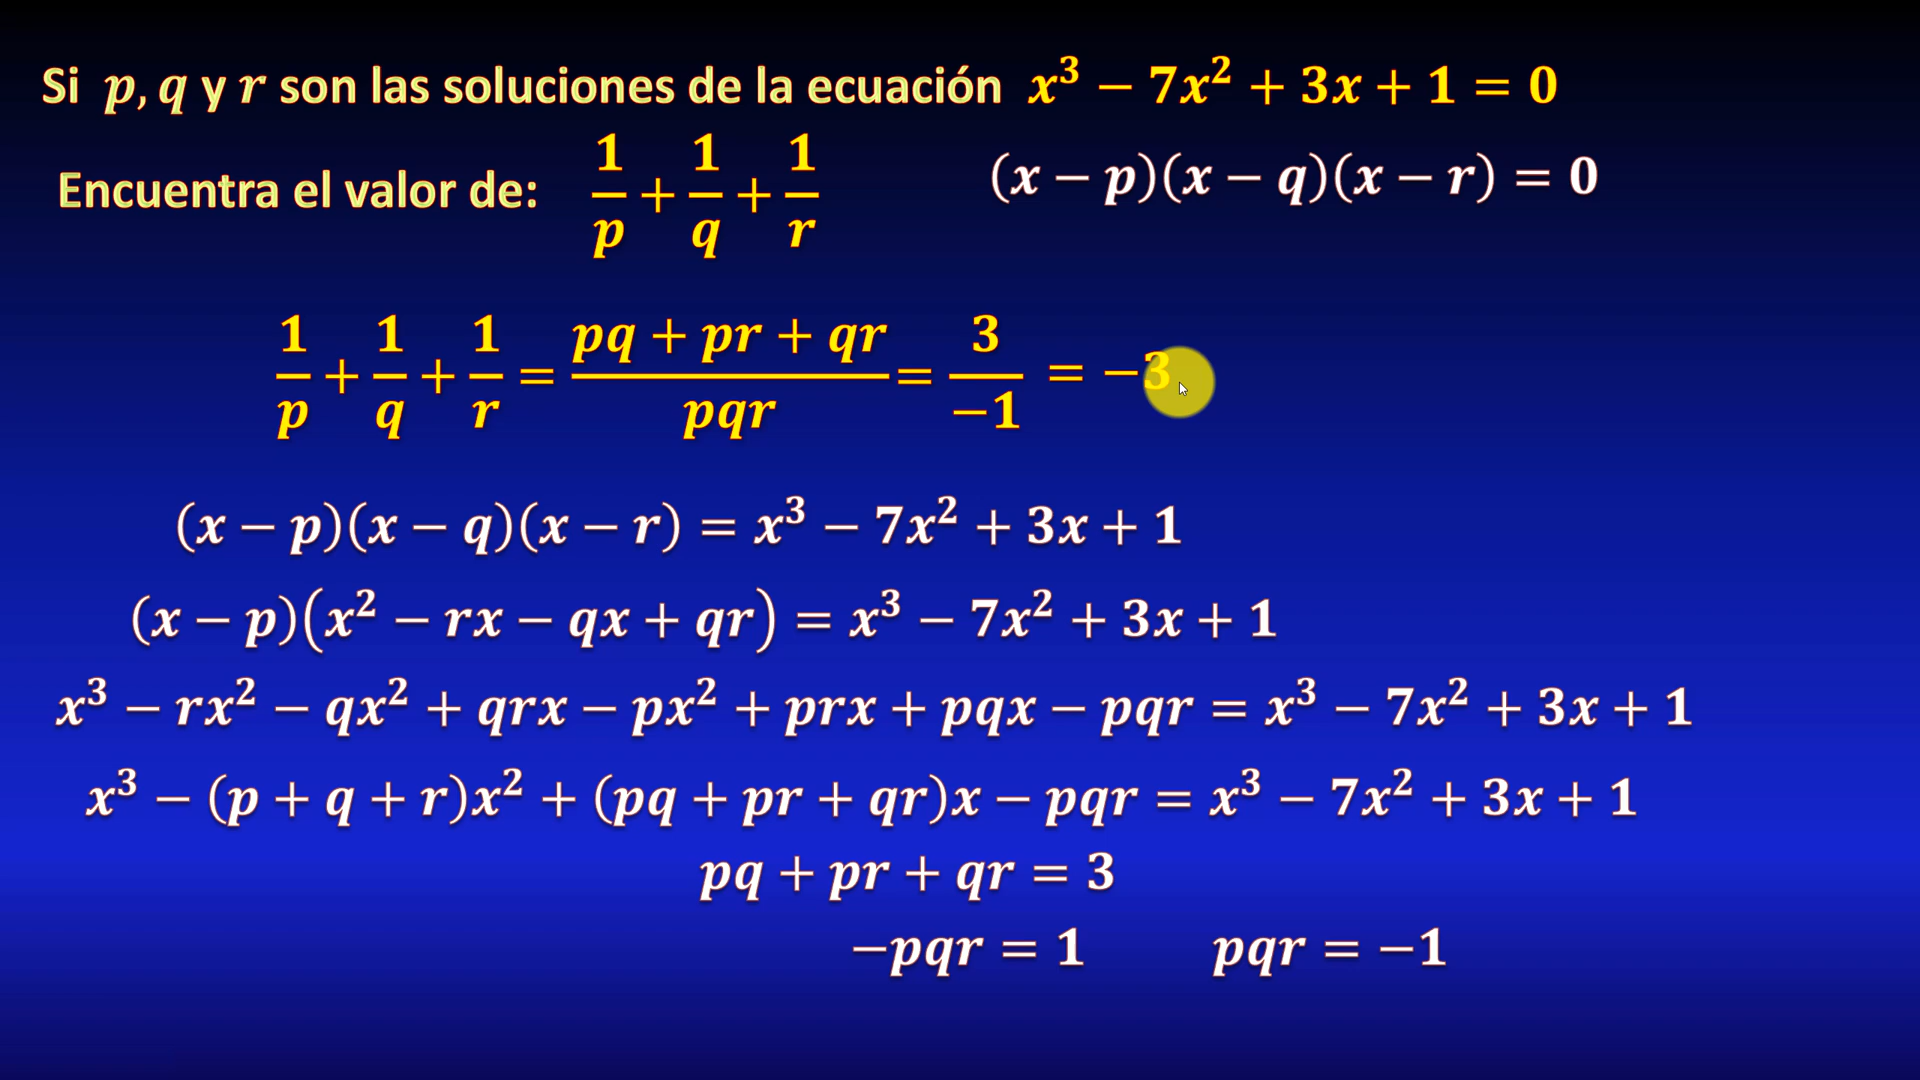 Si p, q y r son las soluciones de la ecuación x³ − 7x² + 3x + 1 = 0
Encuentra el valor de: 1/p + 1/q + 1/r
(x − p)(x − q)(x − r) = 0
1/p + 1/q + 1/r = (pq + pr + qr)/(pqr) = 3/(−1) = −3
(x − p)(x − q)(x − r) = x³ − 7x² + 3x + 1
(x − p)(x² − rx − qx + qr) = x³ − 7x² + 3x + 1
x³ − rx² − qx² + qrx − px² + prx + pqx − pqr = x³ − 7x² + 3x + 1
x³ − (p + q + r)x² + (pq + pr + qr)x − pqr = x³ − 7x² + 3x + 1
pq + pr + qr = 3
−pqr = 1 pqr = −1